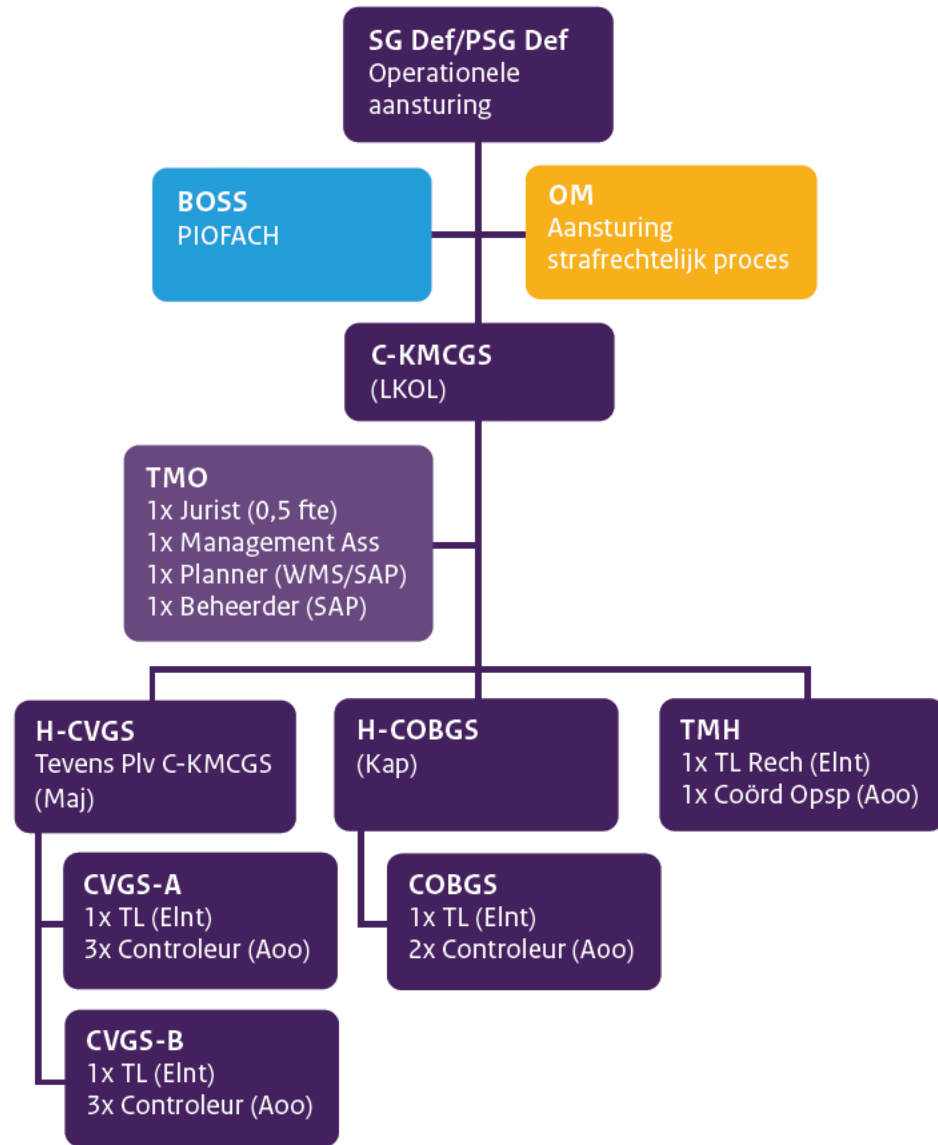 SG Def/PSG Def
Operationele
aansturing
BOSS
PIOFACH
OM
Aansturing
strafrechtelijk proces
C-KMCGS
(LKOL)
TMO
1x Jurist (0,5 fte)
1x Management Ass
1x Planner (WMS/SAP)
1x Beheerder (SAP)
H-CVGS
Tevens Plv C-KMCGS
(Maj)
H-COBGS
(Kap)
TMH
1x TL Rech (Elnt)
1x Coörd Opsp (Aoo)
CVGS-A
1x TL (Elnt)
3x Controleur (Aoo)
COBGS
1x TL (Elnt)
2x Controleur (Aoo)
CVGS-B
1x TL (Elnt)
3x Controleur (Aoo)